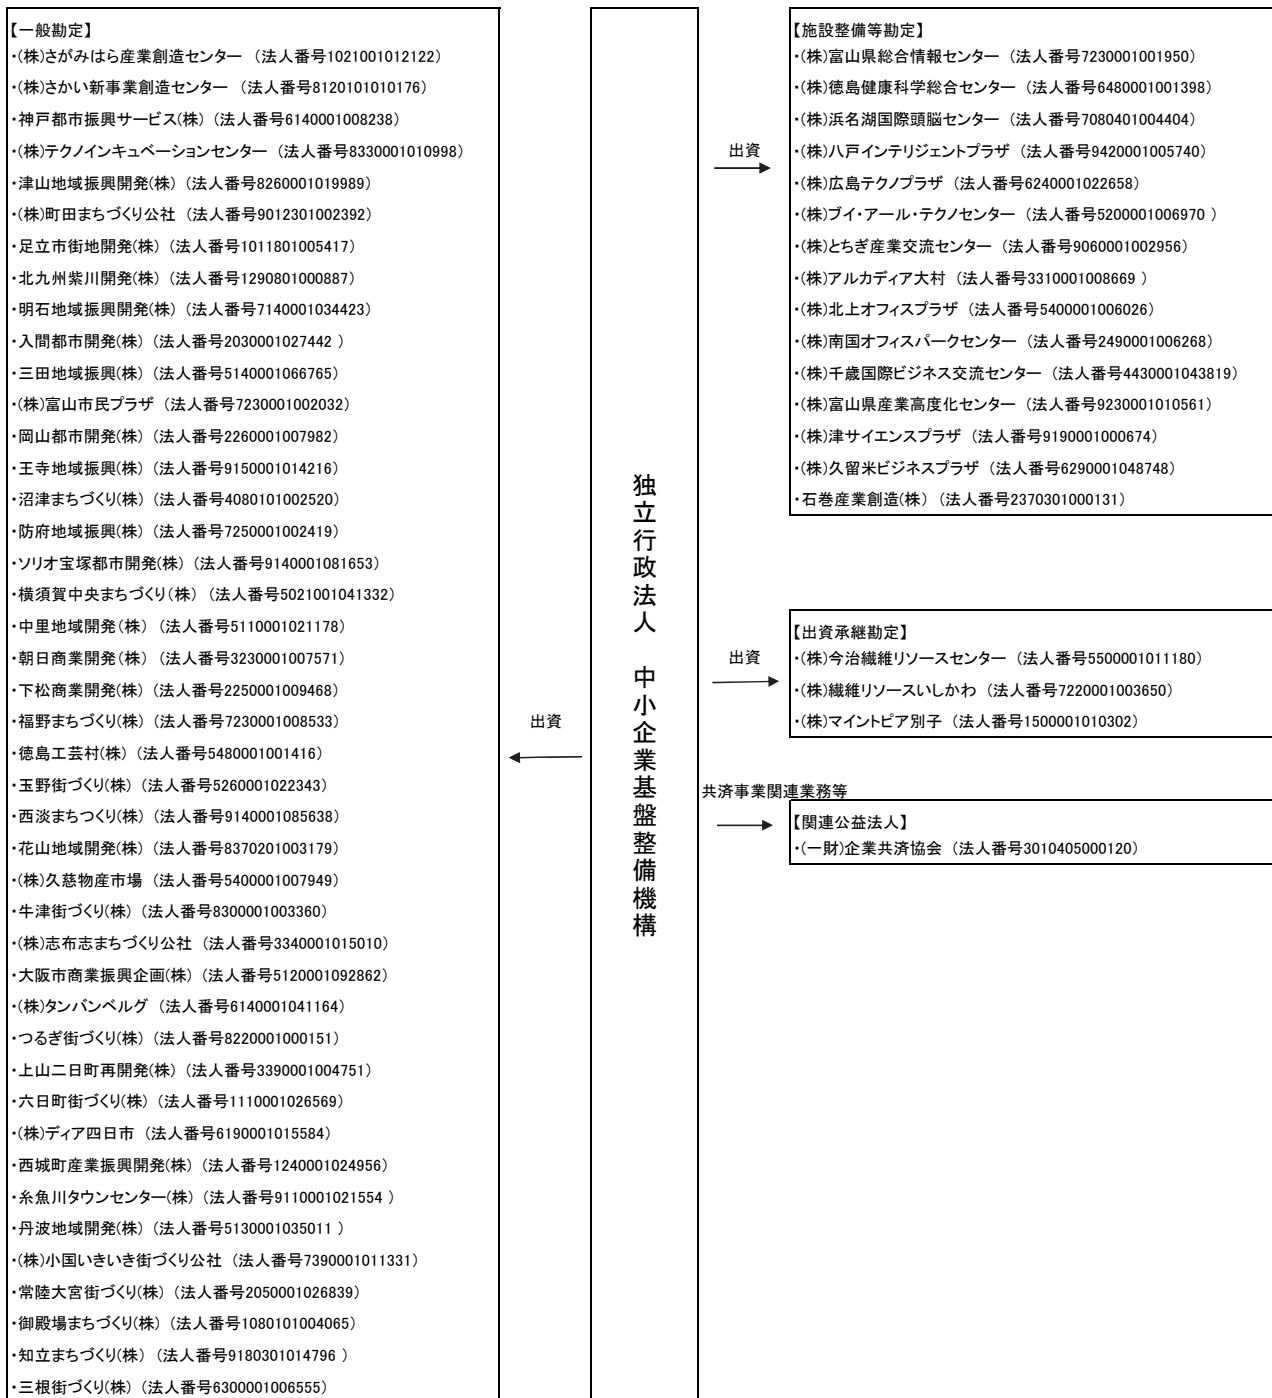 【一般勘定】
・(株)さがみはら産業創造センター （法人番号1021001012122）
・(株)さかい新事業創造センター （法人番号8120101010176）
・神戸都市振興サービス(株) （法人番号6140001008238）
・(株)テクノインキュベーションセンター （法人番号8330001010998）
・津山地域振興開発(株) （法人番号8260001019989）
・(株)町田まちづくり公社 （法人番号9012301002392）
・足立市街地開発(株) （法人番号1011801005417）
・北九州紫川開発(株) （法人番号1290801000887）
・明石地域振興開発(株) （法人番号7140001034423）
・入間都市開発(株) （法人番号2030001027442 ）
・三田地域振興(株) （法人番号5140001066765）
・(株)富山市民プラザ （法人番号7230001002032）
・岡山都市開発(株) （法人番号2260001007982）
・王寺地域振興(株) （法人番号9150001014216）
・沼津まちづくり(株) （法人番号4080101002520）
・防府地域振興(株) （法人番号7250001002419）
・ソリオ宝塚都市開発(株) （法人番号9140001081653）
・横須賀中央まちづくり(株) （法人番号5021001041332）
・中里地域開発(株) （法人番号5110001021178）
・朝日商業開発(株) （法人番号3230001007571）
・下松商業開発(株) （法人番号2250001009468）
・福野まちづくり(株) （法人番号7230001008533）
・徳島工芸村(株) （法人番号5480001001416）
・玉野街づくり(株) （法人番号5260001022343）
・西淡まちつくり(株) （法人番号9140001085638）
・花山地域開発(株) （法人番号8370201003179）
・(株)久慈物産市場 （法人番号5400001007949）
・牛津街づくり(株) （法人番号8300001003360）
・(株)志布志まちづくり公社 （法人番号3340001015010）
・大阪市商業振興企画(株) （法人番号5120001092862）
・(株)タンバンベルグ （法人番号6140001041164）
・つるぎ街づくり(株) （法人番号8220001000151）
・上山二日町再開発(株) （法人番号3390001004751）
・六日町街づくり(株) （法人番号1110001026569）
・(株)ディア四日市 （法人番号6190001015584）
・西城町産業振興開発(株) （法人番号1240001024956）
・糸魚川タウンセンター(株) （法人番号9110001021554 ）
・丹波地域開発(株) （法人番号5130001035011 ）
・(株)小国いきいき街づくり公社 （法人番号7390001011331）
・常陸大宮街づくり(株) （法人番号2050001026839）
・御殿場まちづくり(株) （法人番号1080101004065）
・知立まちづくり(株) （法人番号9180301014796 ）
・三根街づくり(株) （法人番号6300001006555）
出資
独立行政法人　中小企業基盤整備機構
出資
【施設整備等勘定】
・(株)富山県総合情報センター （法人番号7230001001950）
・(株)徳島健康科学総合センター （法人番号6480001001398）
・(株)浜名湖国際頭脳センター （法人番号7080401004404）
・(株)八戸インテリジェントプラザ （法人番号9420001005740）
・(株)広島テクノプラザ （法人番号6240001022658）
・(株)ブイ・アール・テクノセンター （法人番号5200001006970 ）
・(株)とちぎ産業交流センター （法人番号9060001002956）
・(株)アルカディア大村 （法人番号3310001008669 ）
・(株)北上オフィスプラザ （法人番号5400001006026）
・(株)南国オフィスパークセンター （法人番号2490001006268）
・(株)千歳国際ビジネス交流センター （法人番号4430001043819）
・(株)富山県産業高度化センター （法人番号9230001010561）
・(株)津サイエンスプラザ （法人番号9190001000674）
・(株)久留米ビジネスプラザ （法人番号6290001048748）
・石巻産業創造(株) （法人番号2370301000131）
出資
【出資承継勘定】
・(株)今治繊維リソースセンター （法人番号5500001011180）
・(株)繊維リソースいしかわ （法人番号7220001003650）
・(株)マイントピア別子 （法人番号1500001010302）
共済事業関連業務等
【関連公益法人】
・(一財)企業共済協会 （法人番号3010405000120）